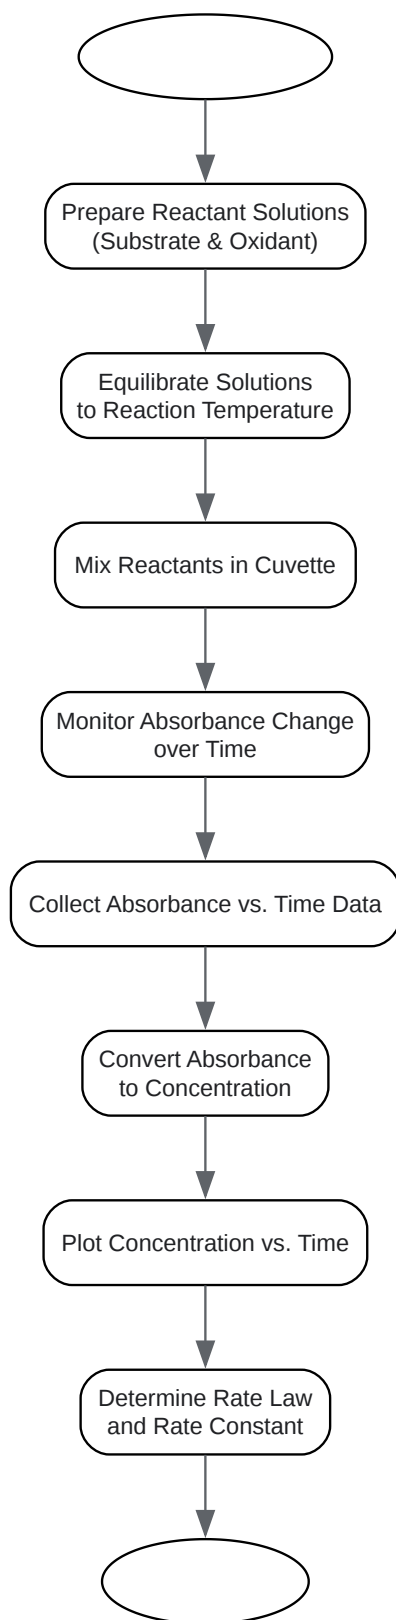 Prepare Reactant Solutions
(Substrate & Oxidant)
Equilibrate Solutions
to Reaction Temperature
Mix Reactants in Cuvette
Monitor Absorbance Change
over Time
Collect Absorbance vs. Time Data
Convert Absorbance
to Concentration
Plot Concentration vs. Time
Determine Rate Law
and Rate Constant